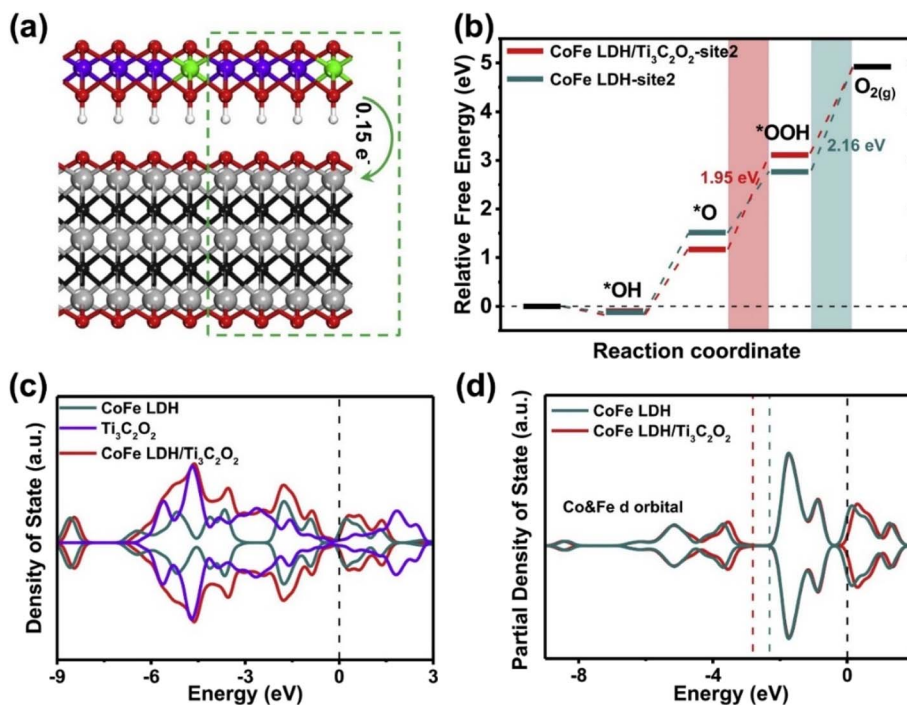 (a)
0.15 e⁻
(b)
CoFe LDH/Ti₃C₂O₂-site2
CoFe LDH-site2
Relative Free Energy (eV)
5
4
3
2
1
0
*OH
*O
1.95 eV
*OOH
2.16 eV
O₂(g)
Reaction coordinate
(c)
CoFe LDH
Ti₃C₂O₂
CoFe LDH/Ti₃C₂O₂
Density of State (a.u.)
-9 -6 -3 0 3
Energy (eV)
(d)
CoFe LDH
CoFe LDH/Ti₃C₂O₂
Co&Fe d orbital
Partial Density of State (a.u.)
-8 -4 0
Energy (eV)